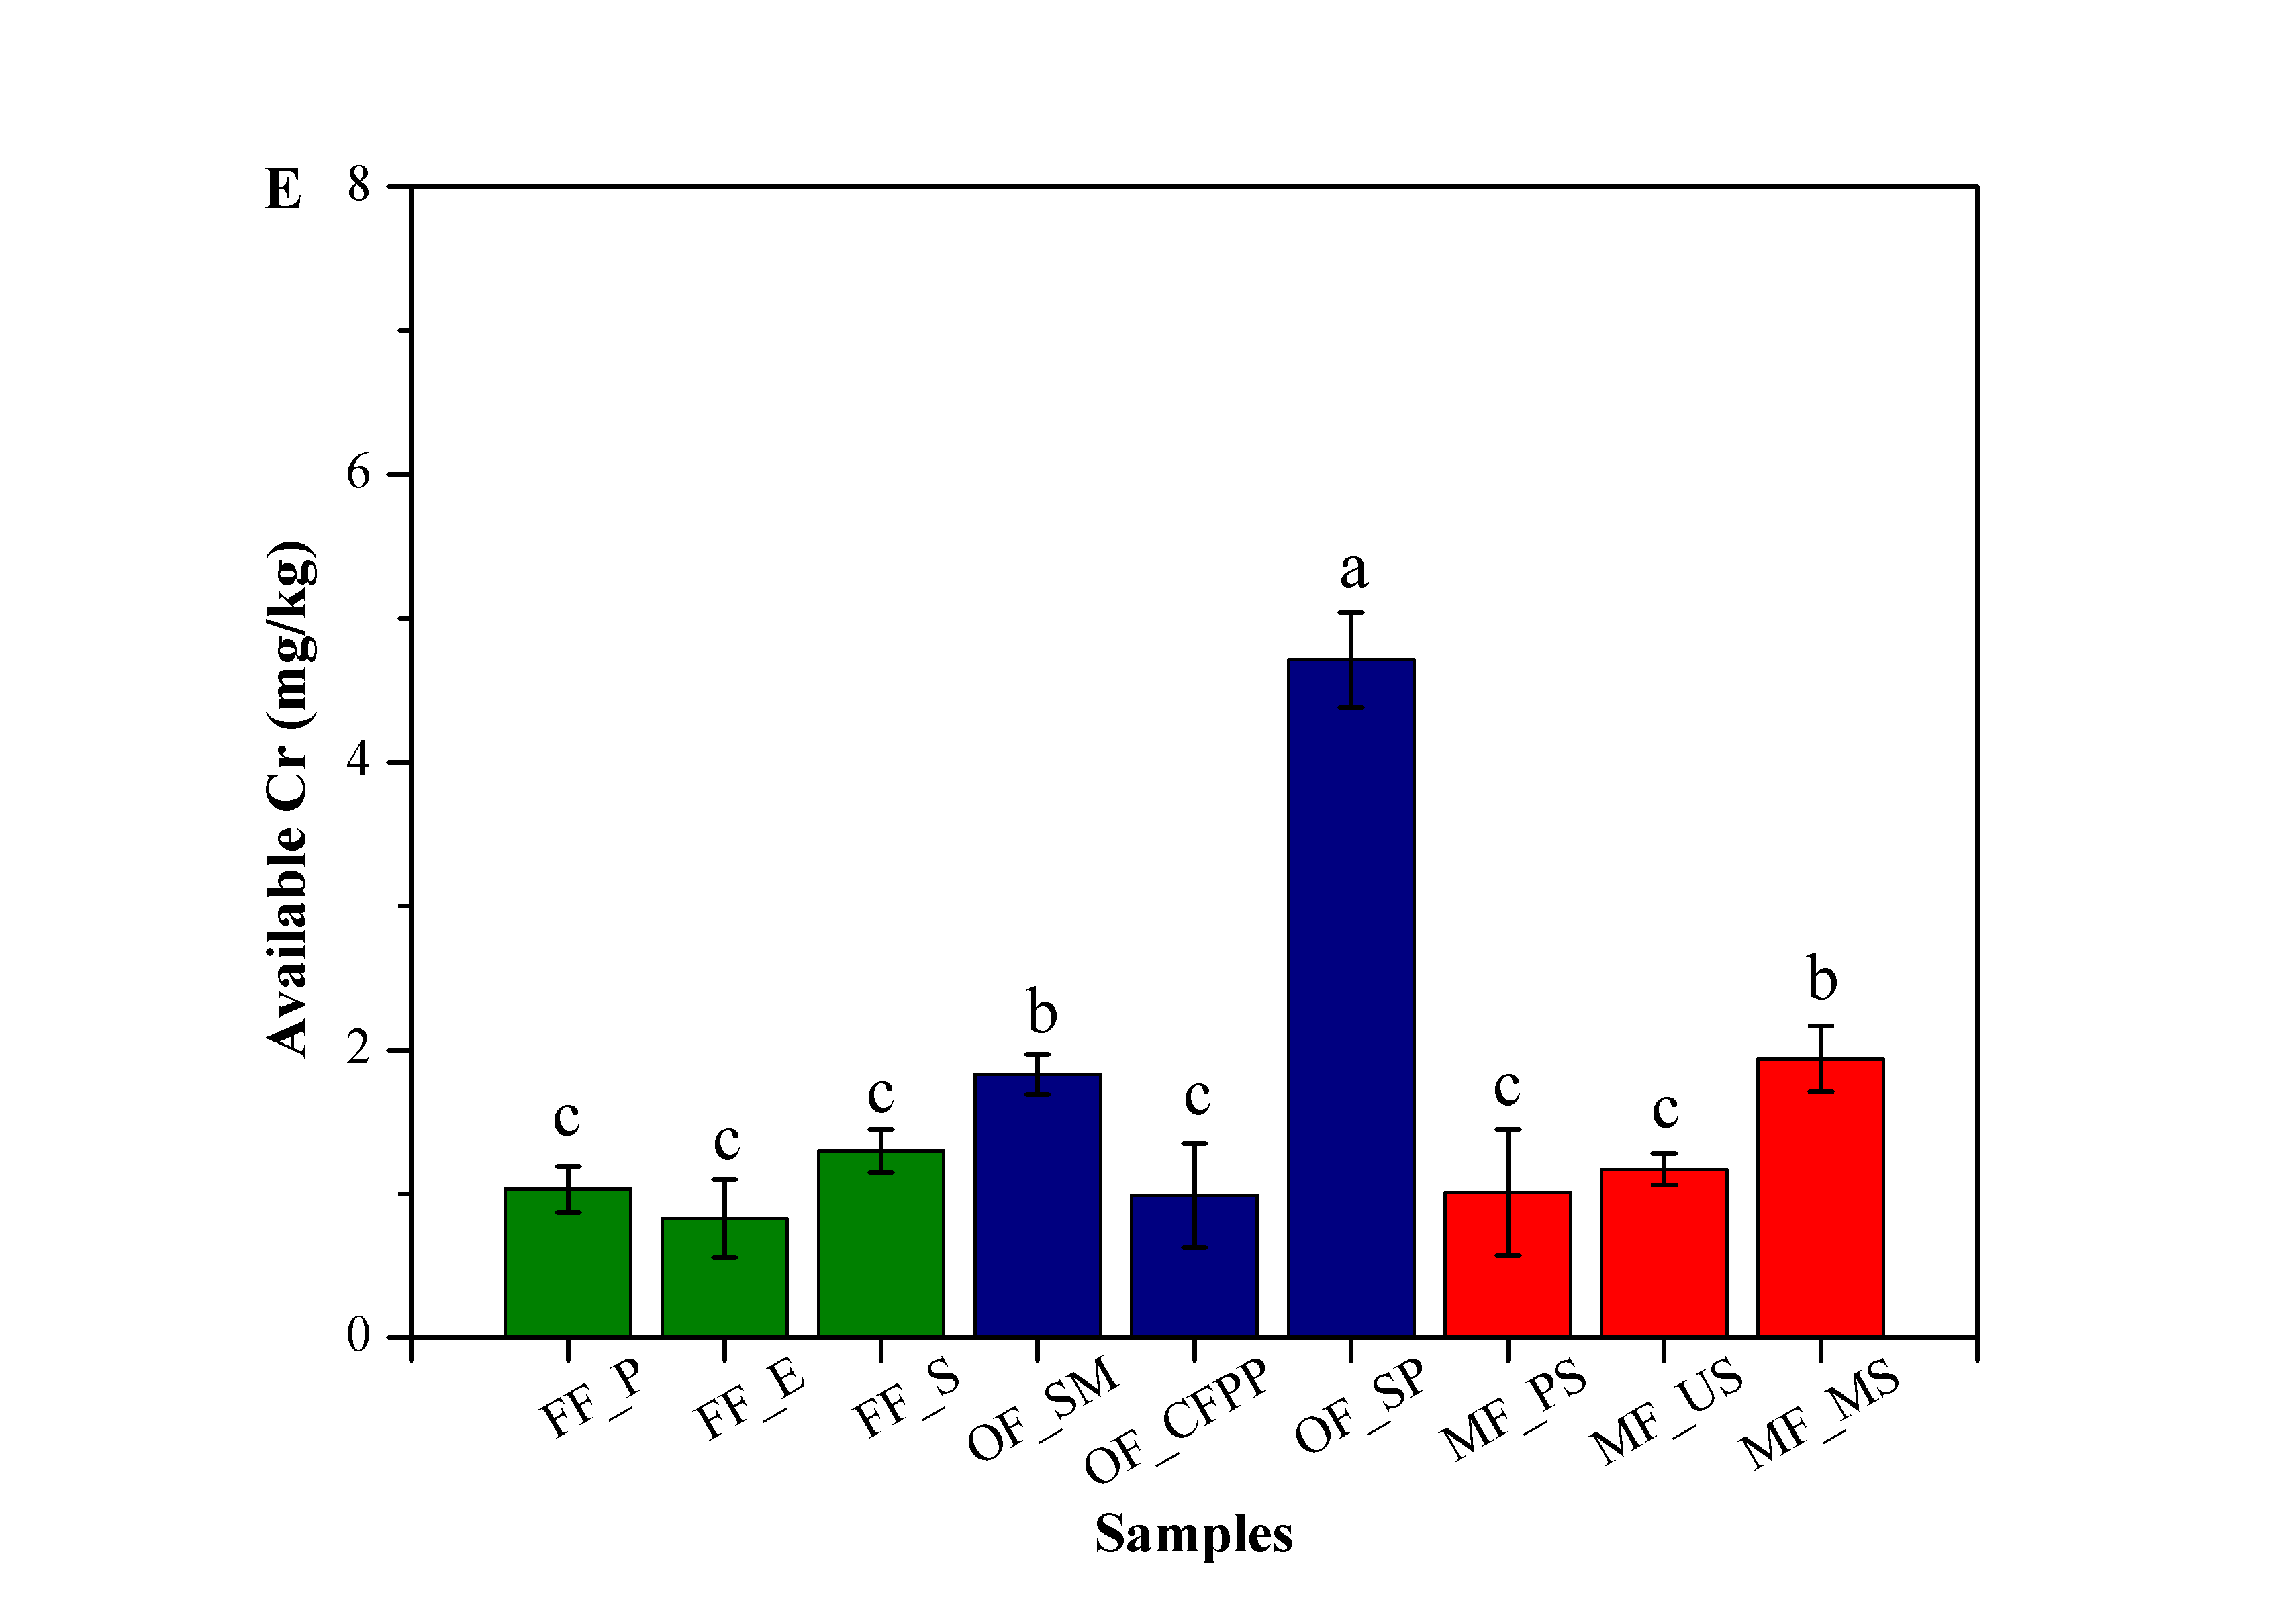 E
8
6
4
2
0
Available Cr (mg/kg)
c
c
c
b
c
a
c
c
b
FF_P
FF_E
FF_S
OF_SM
OF_CFPP
OF_SP
MF_PS
MF_US
MF_MS
Samples